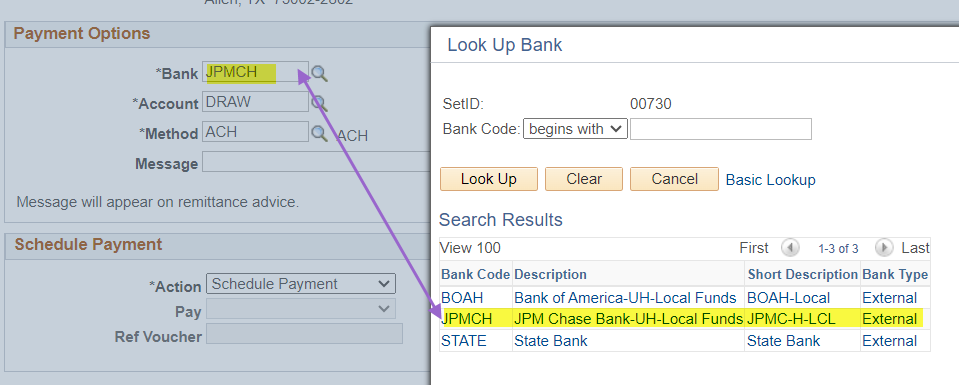 Allen, TX 75002-2802
Payment Options
*Bank JPMCH
*Account DRAW
*Method ACH ACH
Message
Message will appear on remittance advice.
Schedule Payment
*Action Schedule Payment
Pay
Ref Voucher
Look Up Bank
SetID: 00730
Bank Code: begins with
Look Up Clear Cancel Basic Lookup
Search Results
View 100 First 1-3 of 3 Last
Bank Code Description Short Description Bank Type
BOAH Bank of America-UH-Local Funds BOAH-Local External
JPMCH JPM Chase Bank-UH-Local Funds JPMC-H-LCL External
STATE State Bank State Bank External